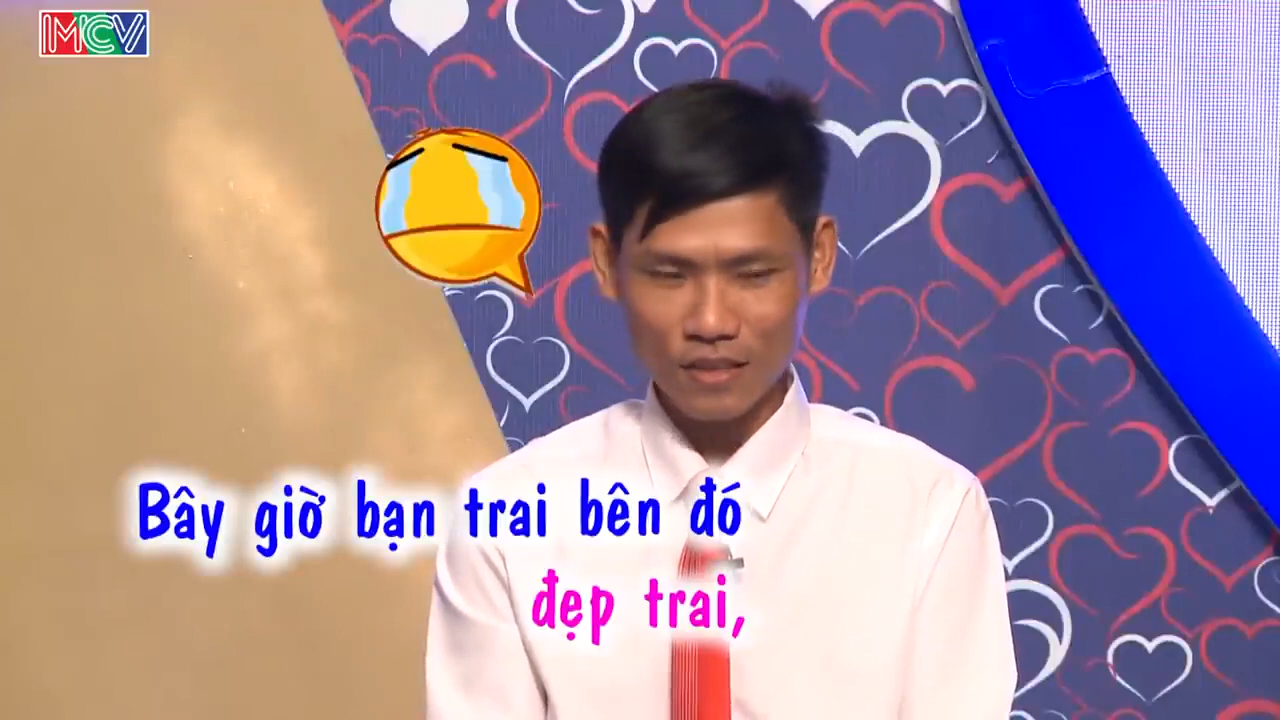 MCV
Bây giờ bạn trai bên đó
đẹp trai,